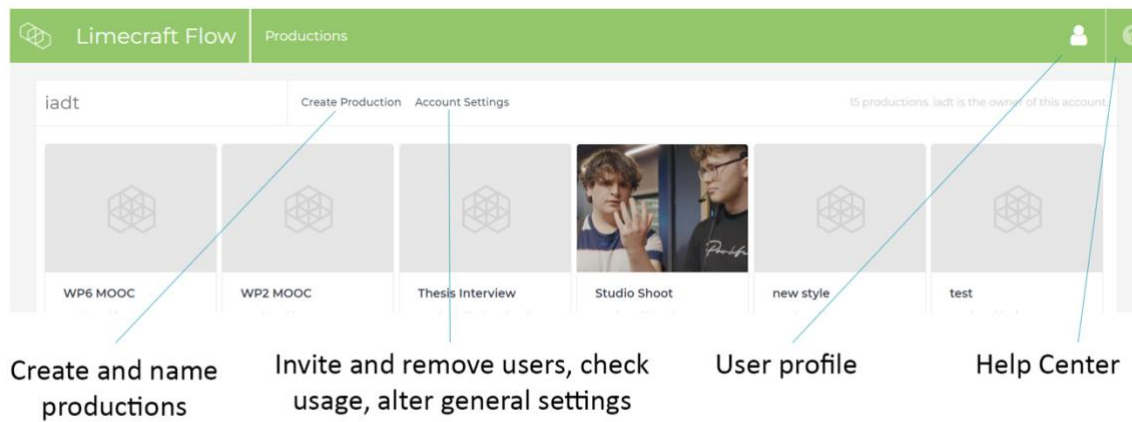 Limecraft Flow
Productions
iadt
Create Production
Account Settings
15 productions. iadt is the owner of this account.
WP6 MOOC
WP2 MOOC
Thesis Interview
Studio Shoot
new style
test
Create and name
productions
Invite and remove users, check
usage, alter general settings
User profile
Help Center